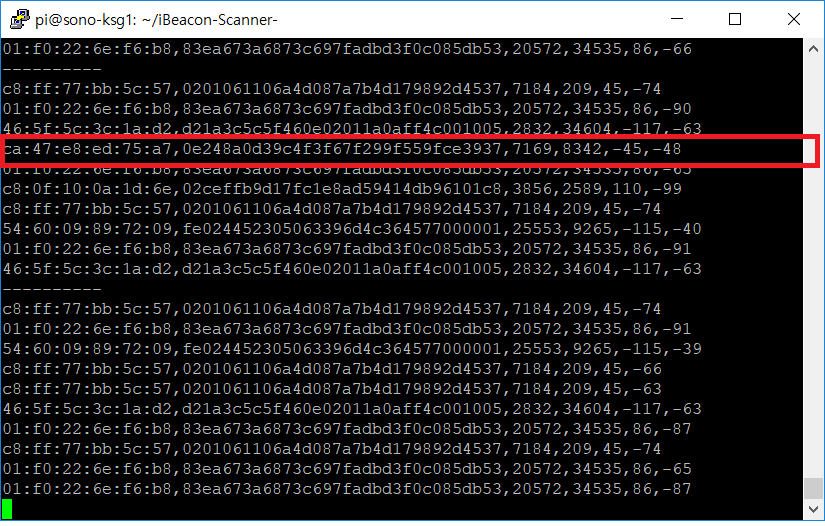 pi@sono-ksg1: ~/iBeacon-Scanner-
01:f0:22:6e:f6:b8,83ea673a6873c697fadbd3f0c085db53,20572,34535,86,-66
----------
c8:ff:77:bb:5c:57,0201061106a4d087a7b4d179892d4537,7184,209,45,-74
01:f0:22:6e:f6:b8,83ea673a6873c697fadbd3f0c085db53,20572,34535,86,-90
46:5f:5c:3c:1a:d2,d21a3c5c5f460e02011a0aff4c001005,2832,34604,-117,-63
ca:47:e8:ed:75:a7,0e248a0d39c4f3f67f299f559fce3937,7169,8342,-45,-48
01:f0:22:6e:f6:b8,83ea673a6873c697fadbd3f0c085db53,20572,34535,86,-65
c8:0f:10:0a:1d:6e,02ceffb9d17fc1e8ad59414db96101c8,3856,2589,110,-99
c8:ff:77:bb:5c:57,0201061106a4d087a7b4d179892d4537,7184,209,45,-74
54:60:09:89:72:09,fe024452305063396d4c364577000001,25553,9265,-115,-40
01:f0:22:6e:f6:b8,83ea673a6873c697fadbd3f0c085db53,20572,34535,86,-91
46:5f:5c:3c:1a:d2,d21a3c5c5f460e02011a0aff4c001005,2832,34604,-117,-63
----------
c8:ff:77:bb:5c:57,0201061106a4d087a7b4d179892d4537,7184,209,45,-74
01:f0:22:6e:f6:b8,83ea673a6873c697fadbd3f0c085db53,20572,34535,86,-91
54:60:09:89:72:09,fe024452305063396d4c364577000001,25553,9265,-115,-39
c8:ff:77:bb:5c:57,0201061106a4d087a7b4d179892d4537,7184,209,45,-66
c8:ff:77:bb:5c:57,0201061106a4d087a7b4d179892d4537,7184,209,45,-63
46:5f:5c:3c:1a:d2,d21a3c5c5f460e02011a0aff4c001005,2832,34604,-117,-63
01:f0:22:6e:f6:b8,83ea673a6873c697fadbd3f0c085db53,20572,34535,86,-87
c8:ff:77:bb:5c:57,0201061106a4d087a7b4d179892d4537,7184,209,45,-74
01:f0:22:6e:f6:b8,83ea673a6873c697fadbd3f0c085db53,20572,34535,86,-65
01:f0:22:6e:f6:b8,83ea673a6873c697fadbd3f0c085db53,20572,34535,86,-87